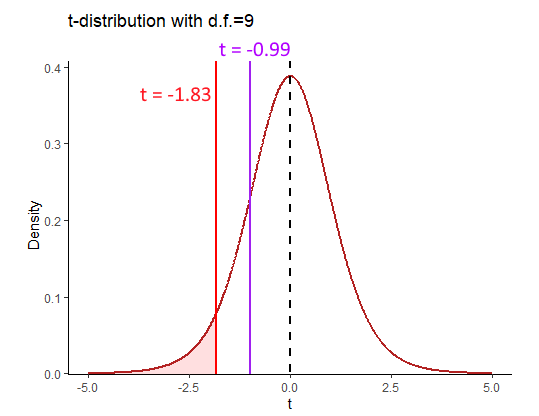 t-distribution with d.f.=9
t = -0.99
t = -1.83
0.4
0.3
0.2
0.1
0.0
Density
-5.0
-2.5
0.0
2.5
5.0
t